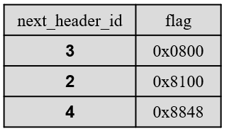 next_header_id flag
3 0x0800
2 0x8100
4 0x8848